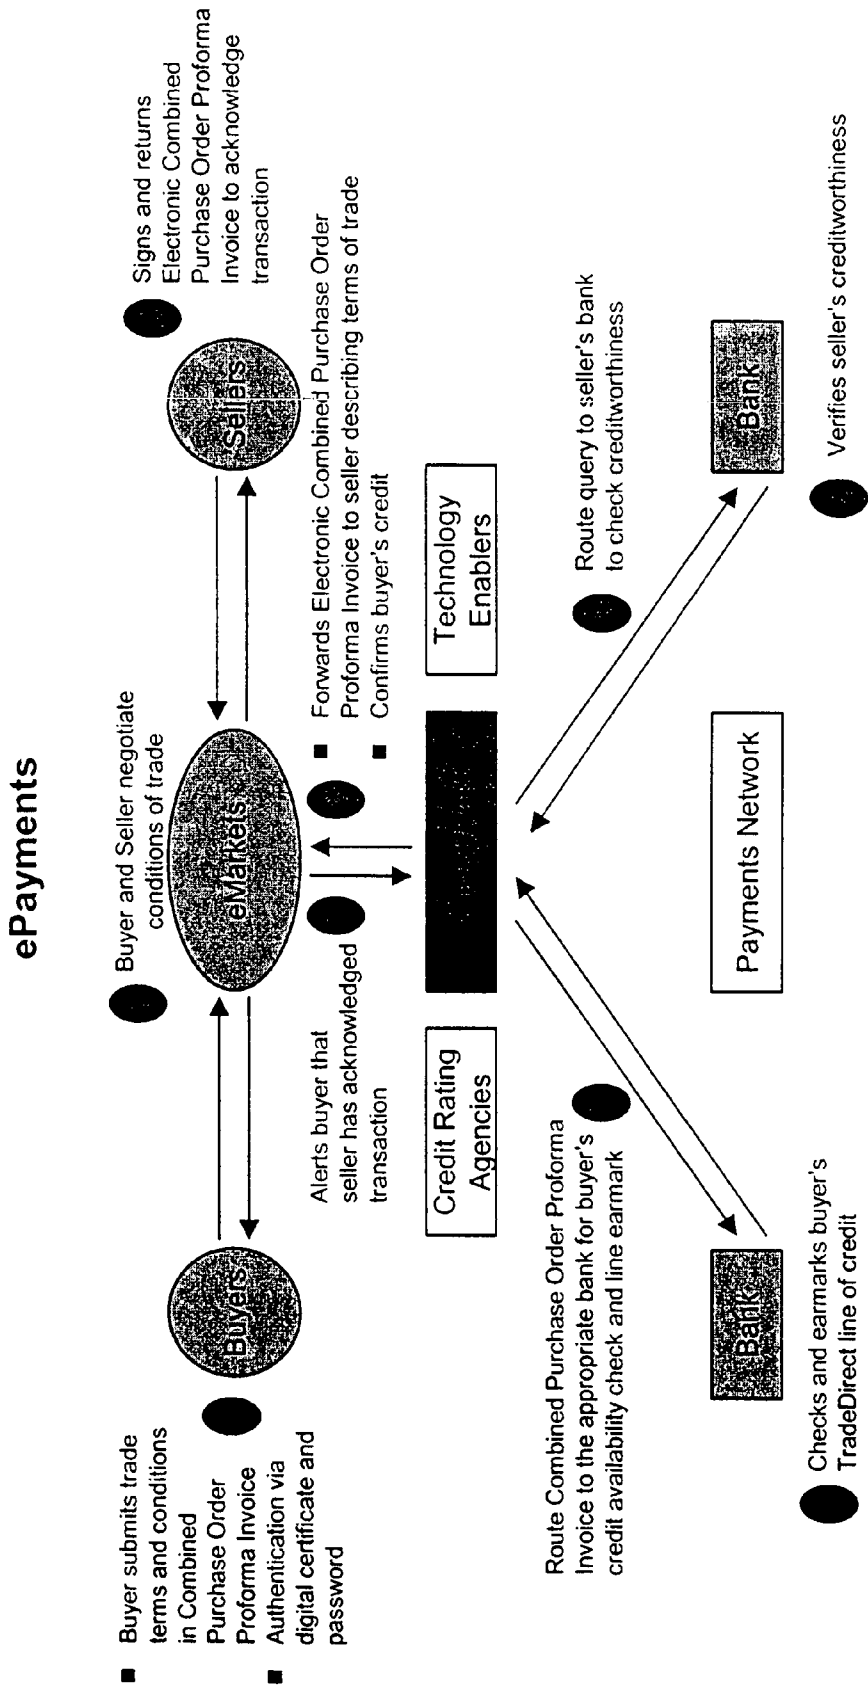 ePayments
Buyer and Seller negotiate
conditions of trade
■ Buyer submits trade
terms and conditions
in Combined
Purchase Order
Proforma Invoice
■ Authentication via
digital certificate and
password
Buyers
eMarkets
Sellers
Signs and returns
Electronic Combined
Purchase Order Proforma
Invoice to acknowledge
transaction
Alerts buyer that
seller has acknowledged
transaction
■ Forwards Electronic Combined Purchase Order
Proforma Invoice to seller describing terms of trade
■ Confirms buyer's credit
Credit Rating
Agencies
Technology
Enablers
Route Combined Purchase Order Proforma
Invoice to the appropriate bank for buyer's
credit availability check and line earmark
Route query to seller's bank
to check creditworthiness
Bank
Payments Network
Bank
Checks and earmarks buyer's
TradeDirect line of credit
Verifies seller's creditworthiness